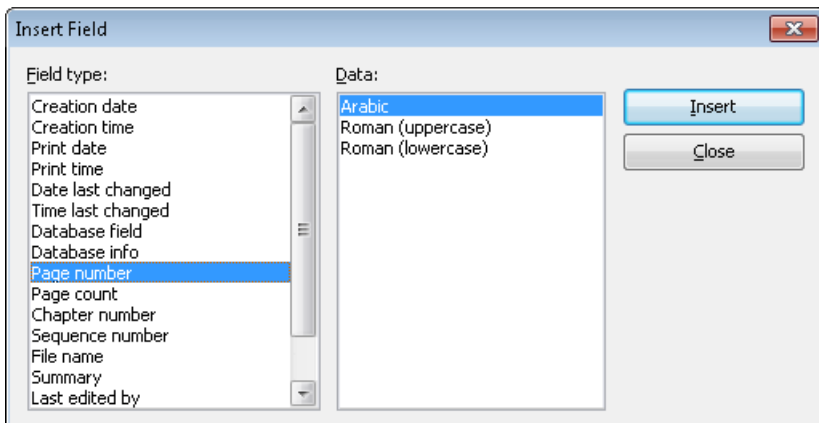 Insert Field
Field type:
Creation date
Creation time
Print date
Print time
Date last changed
Time last changed
Database field
Database info
Page number
Page count
Chapter number
Sequence number
File name
Summary
Last edited by
Data:
Arabic
Roman (uppercase)
Roman (lowercase)
Insert
Close